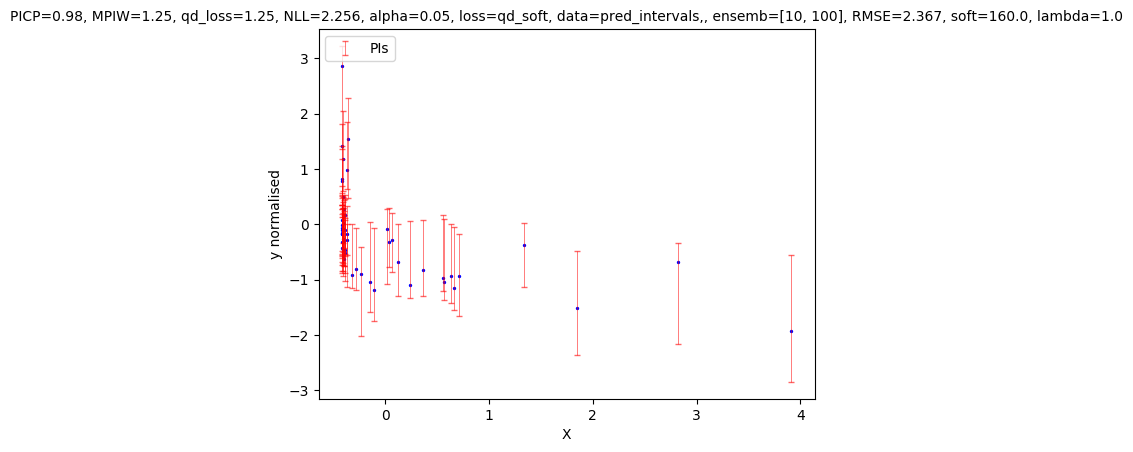 PICP=0.98, MPIW=1.25, qd_loss=1.25, NLL=2.256, alpha=0.05, loss=qd_soft, data=pred_intervals,, ensemb=[10, 100], RMSE=2.367, soft=160.0, lambda=1.0
PIs
3
2
1
0
−1
−2
−3
y normalised
0 1 2 3 4
X